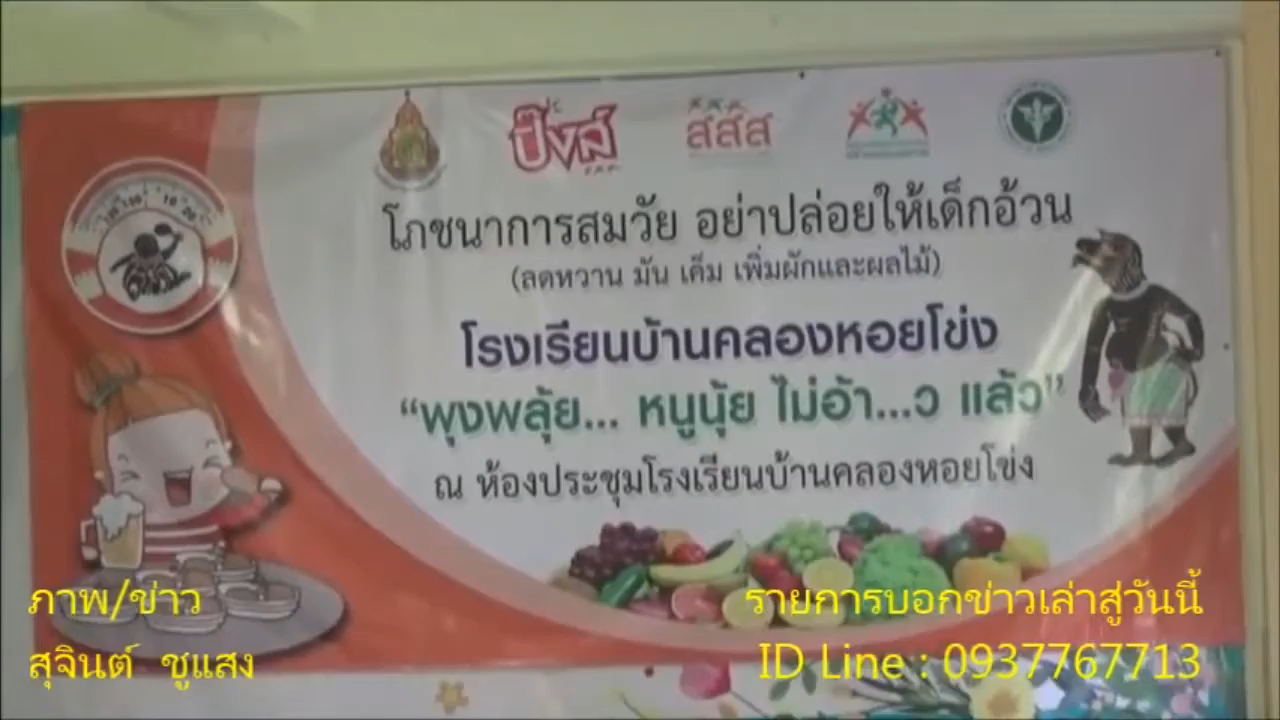 ปิ๊งส์
สสส
โภชนาการสมวัย อย่าปล่อยให้เด็กอ้วน
(ลดหวาน มัน เค็ม เพิ่มผักและผลไม้)
โรงเรียนบ้านคลองหอยโข่ง
“พุงพลุ้ย... หนูนุ้ย ไม่อ้า...ว แล้ว”
ณ ห้องประชุมโรงเรียนบ้านคลองหอยโข่ง
ภาพ/ข่าว
สุจินต์ ชูแสง
รายการบอกข่าวเล่าสู่วันนี้
ID Line : 0937767713